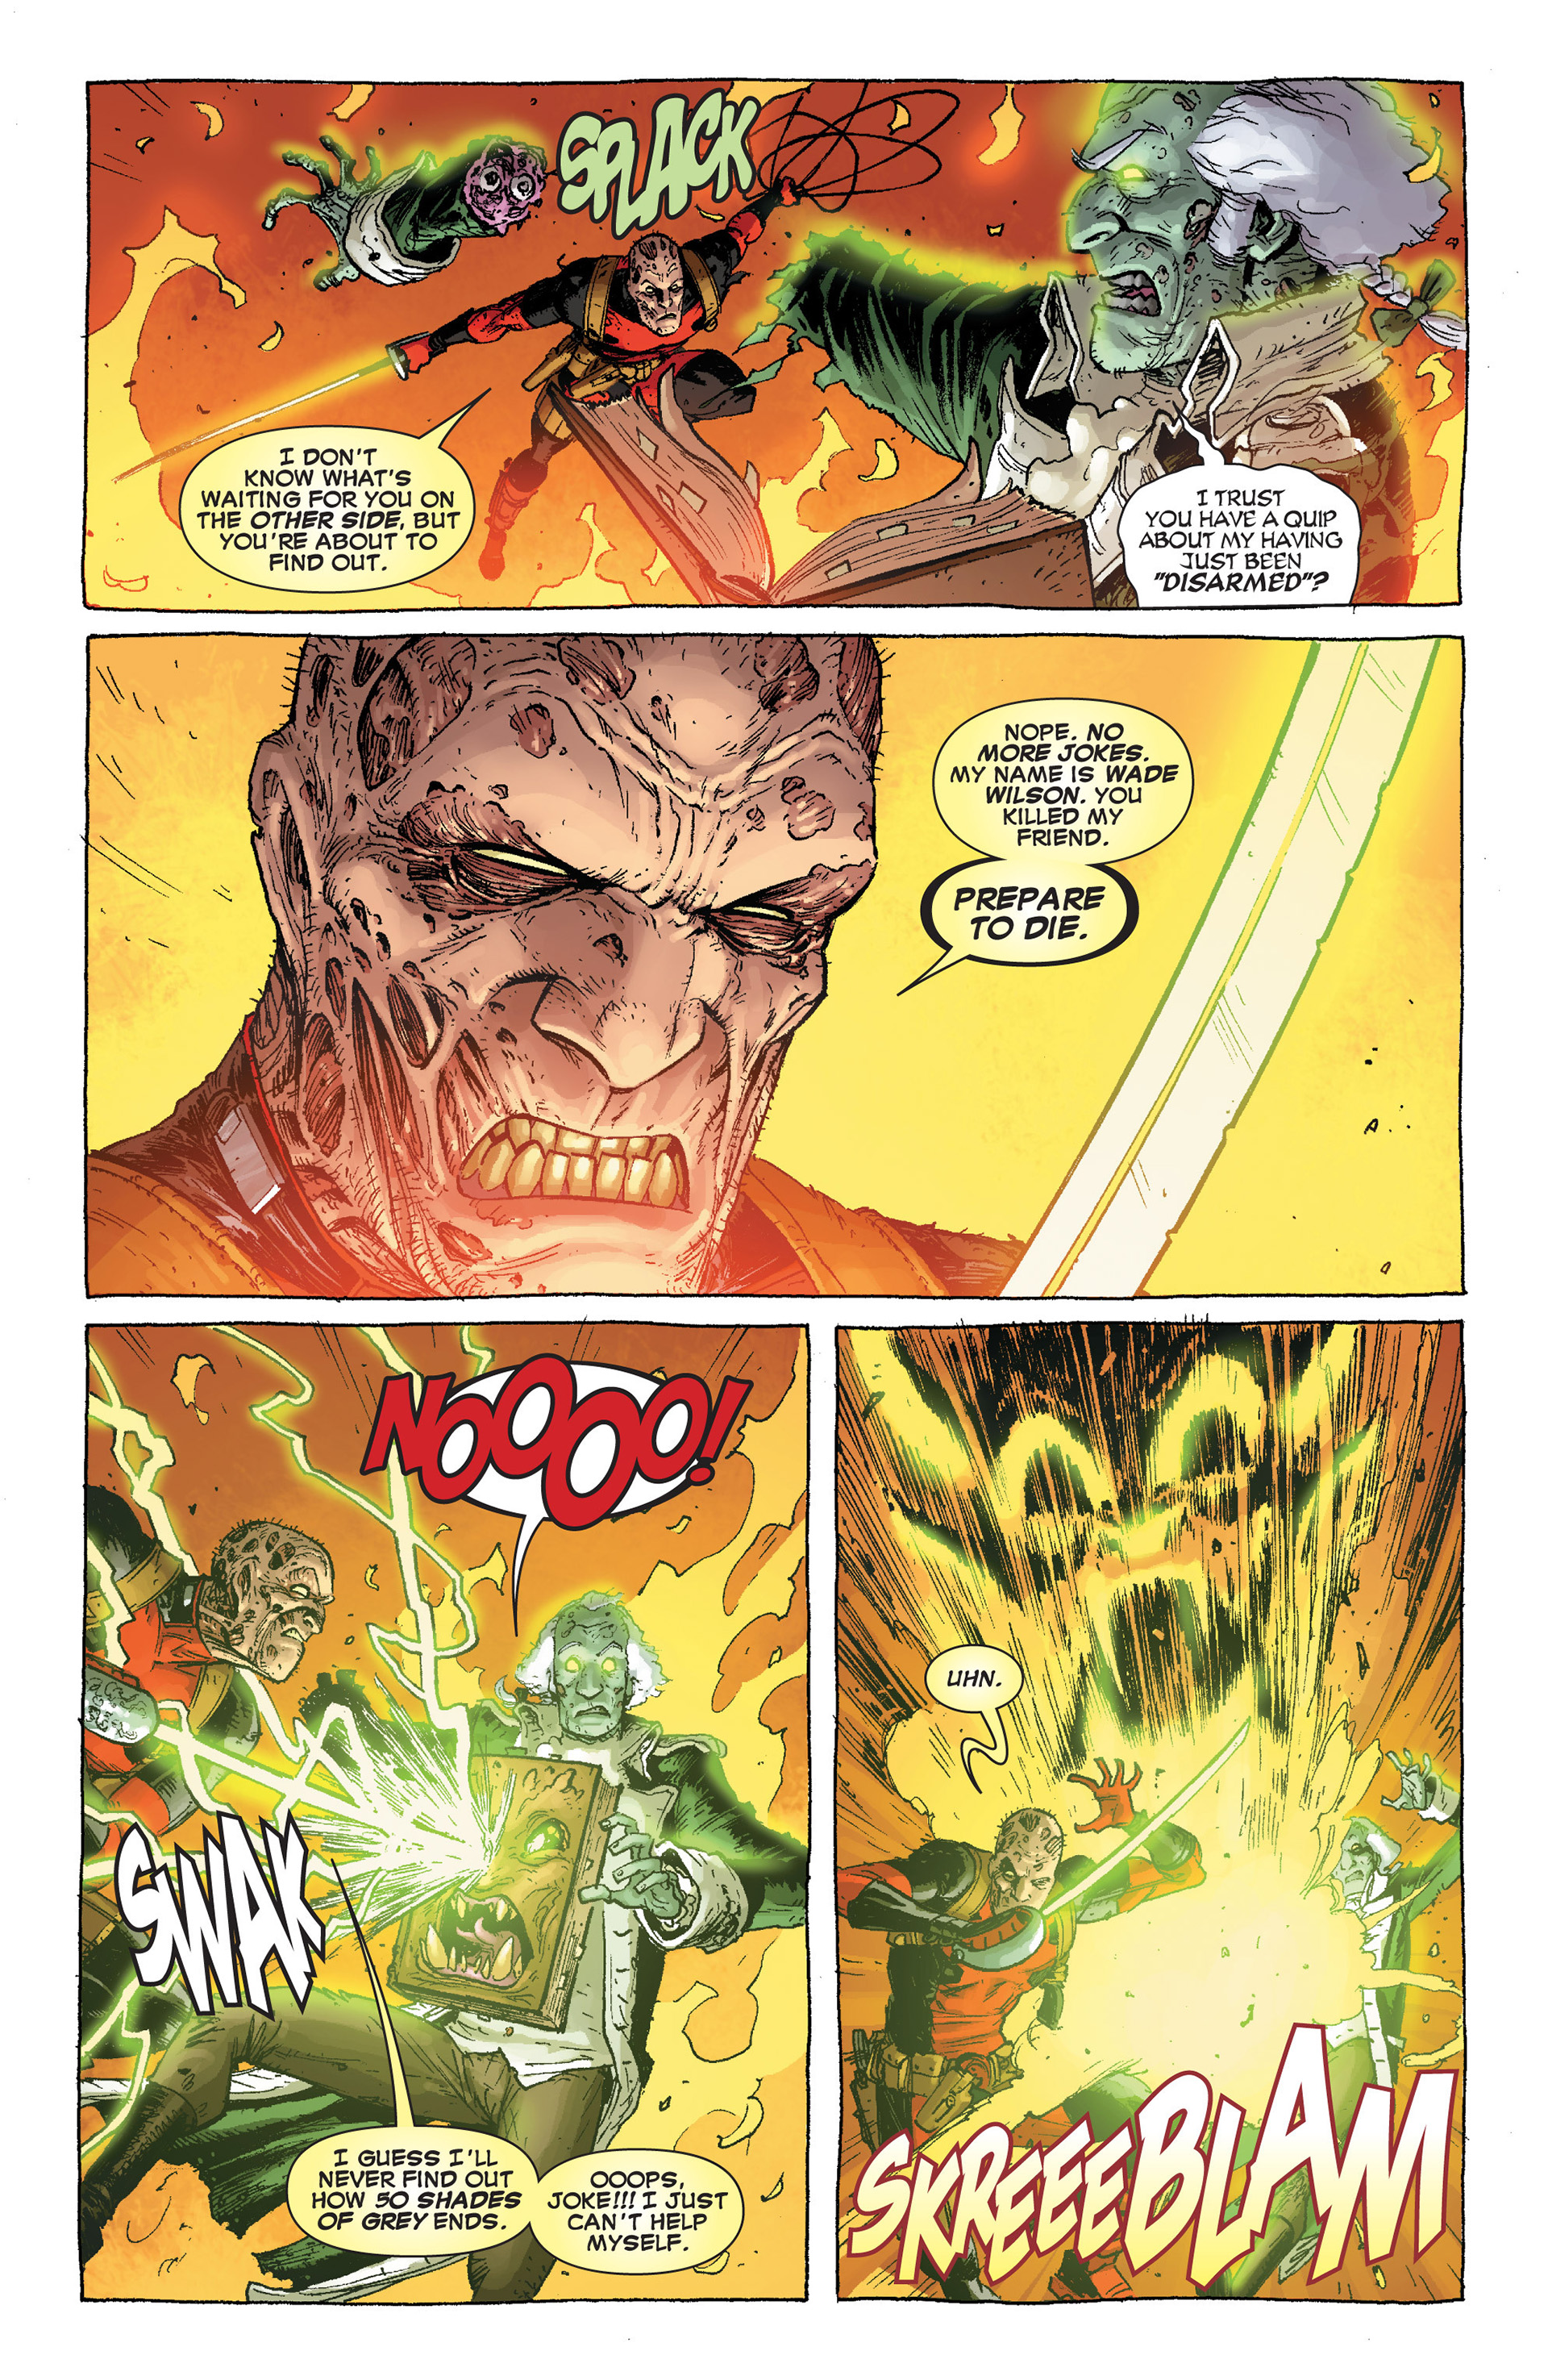 SPLACK
I DON'T
KNOW WHAT'S
WAITING FOR YOU ON
THE OTHER SIDE, BUT
YOU'RE ABOUT TO
FIND OUT.
I TRUST
YOU HAVE A QUIP
ABOUT MY HAVING
JUST BEEN
"DISARMED"?
NOPE. NO
MORE JOKES.
MY NAME IS WADE
WILSON. YOU
KILLED MY
FRIEND.
PREPARE
TO DIE.
NOOOO!
SWAK
I GUESS I'LL
NEVER FIND OUT
HOW 50 SHADES
OF GREY ENDS.
OOOPS,
JOKE!!! I JUST
CAN'T HELP
MYSELF.
UHN.
SKREEEBLAM